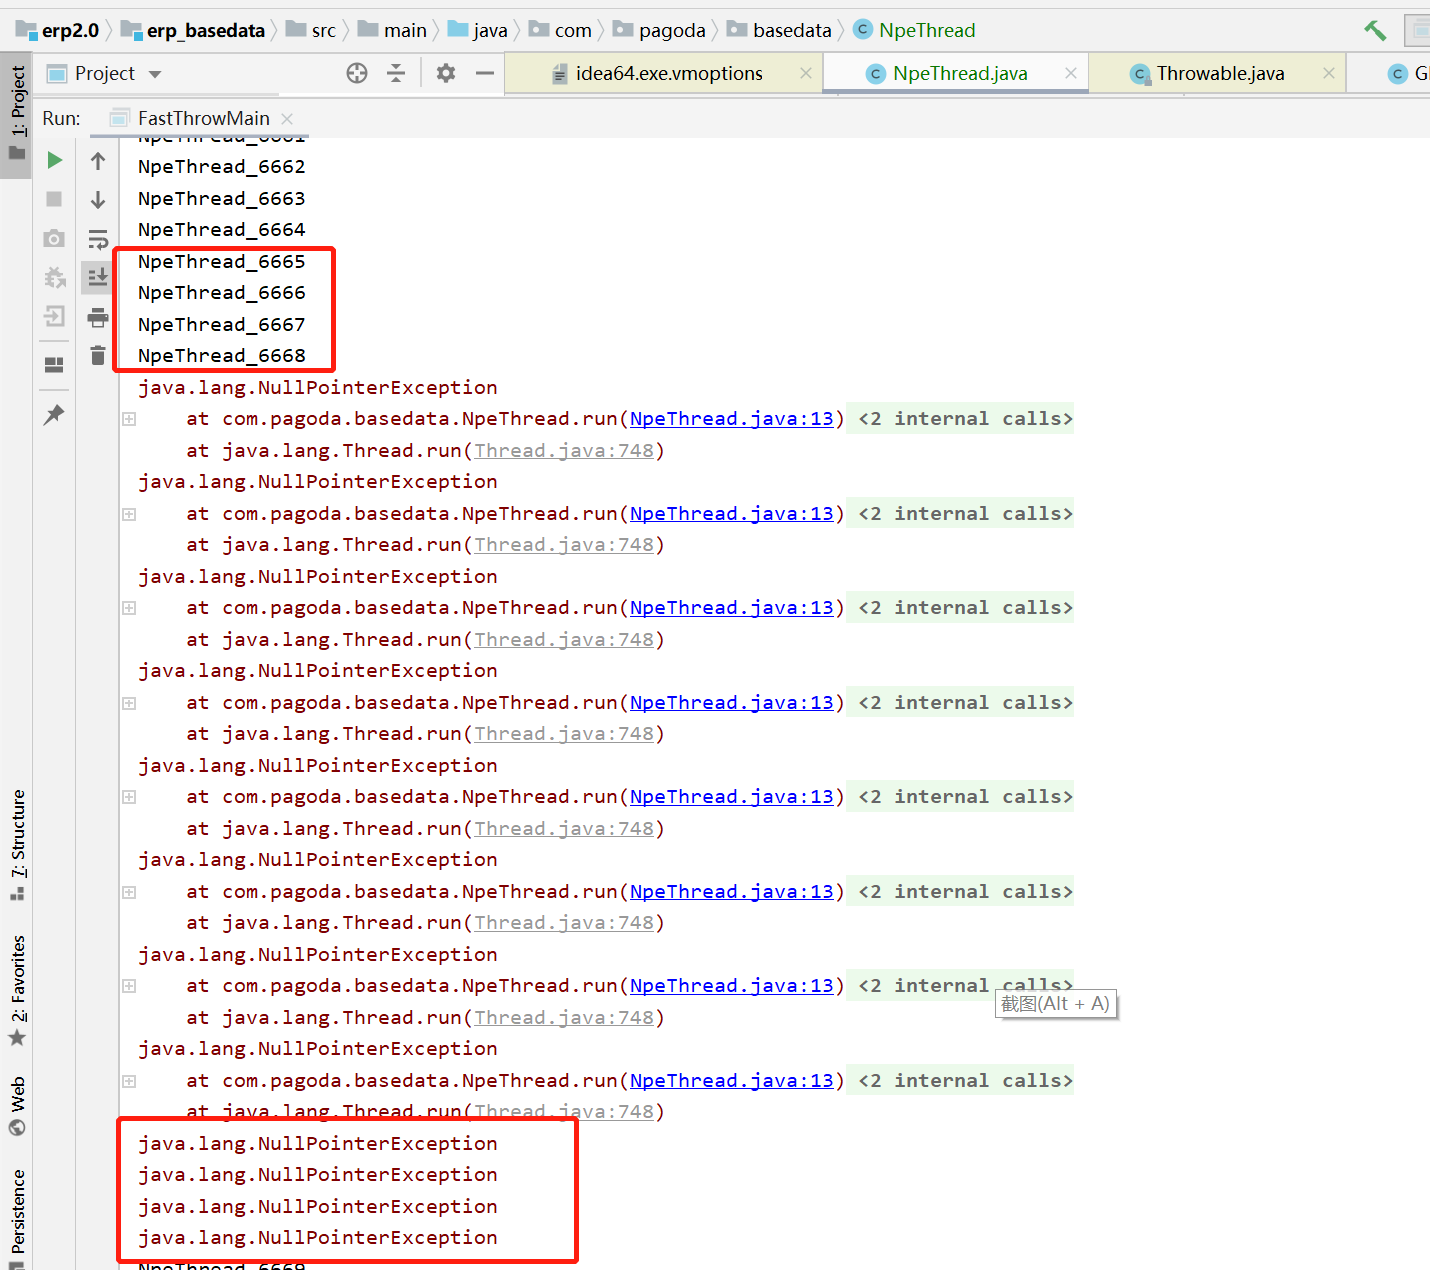 erp2.0 erp_basedata src main java com pagoda basedata NpeThread
Project idea64.exe.vmoptions NpeThread.java Throwable.java
Run: FastThrowMain
1: Project
7: Structure
2: Favorites
Web
Persistence
NpeThread_6661
NpeThread_6662
NpeThread_6663
NpeThread_6664
NpeThread_6665
NpeThread_6666
NpeThread_6667
NpeThread_6668
java.lang.NullPointerException
at com.pagoda.basedata.NpeThread.run(NpeThread.java:13) <2 internal calls>
at java.lang.Thread.run(Thread.java:748)
java.lang.NullPointerException
at com.pagoda.basedata.NpeThread.run(NpeThread.java:13) <2 internal calls>
at java.lang.Thread.run(Thread.java:748)
java.lang.NullPointerException
at com.pagoda.basedata.NpeThread.run(NpeThread.java:13) <2 internal calls>
at java.lang.Thread.run(Thread.java:748)
java.lang.NullPointerException
at com.pagoda.basedata.NpeThread.run(NpeThread.java:13) <2 internal calls>
at java.lang.Thread.run(Thread.java:748)
java.lang.NullPointerException
at com.pagoda.basedata.NpeThread.run(NpeThread.java:13) <2 internal calls>
at java.lang.Thread.run(Thread.java:748)
java.lang.NullPointerException
at com.pagoda.basedata.NpeThread.run(NpeThread.java:13) <2 internal calls>
at java.lang.Thread.run(Thread.java:748)
java.lang.NullPointerException
at com.pagoda.basedata.NpeThread.run(NpeThread.java:13) <2 internal calls>
截图(Alt + A)
at java.lang.Thread.run(Thread.java:748)
java.lang.NullPointerException
at com.pagoda.basedata.NpeThread.run(NpeThread.java:13) <2 internal calls>
at java.lang.Thread.run(Thread.java:748)
java.lang.NullPointerException
java.lang.NullPointerException
java.lang.NullPointerException
java.lang.NullPointerException
NpeThread_6669